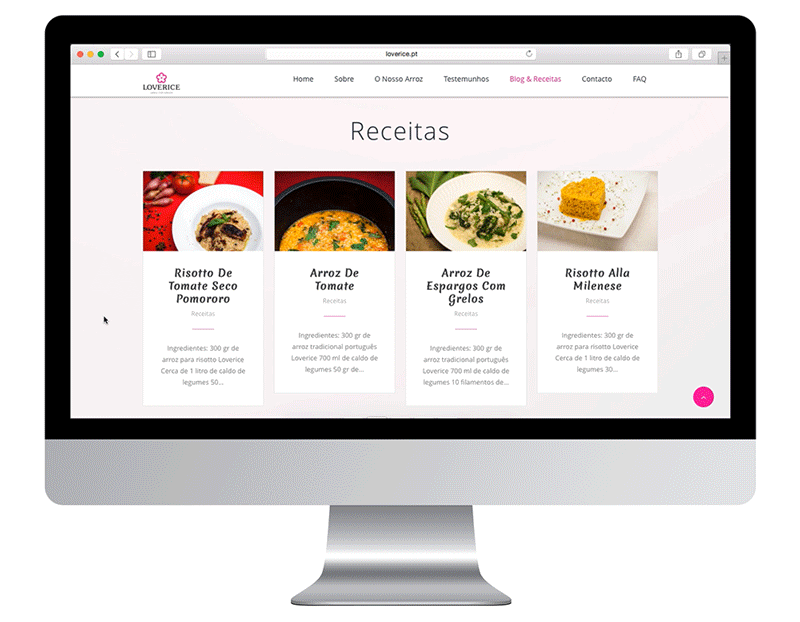 loverice.pt
LOVERICE
Home Sobre O Nosso Arroz Testemunhos Blog & Receitas Contacto FAQ
Receitas
Risotto De
Tomate Seco
Pomororo
Receitas
Ingredientes: 300 gr de
arroz para risotto Loverice
Cerca de 1 litro de caldo de
legumes 50...
Arroz De
Tomate
Receitas
Ingredientes: 300 gr de
arroz tradicional português
Loverice 700 ml de caldo de
legumes 50 gr de...
Arroz De
Espargos Com
Grelos
Receitas
Ingredientes: 300 gr de
arroz tradicional português
Loverice 700 ml de caldo de
legumes 10 filamentos de...
Risotto Alla
Milenese
Receitas
Ingredientes: 300 gr de
arroz para risotto Loverice
Cerca de 1 litro de caldo de
legumes 30...